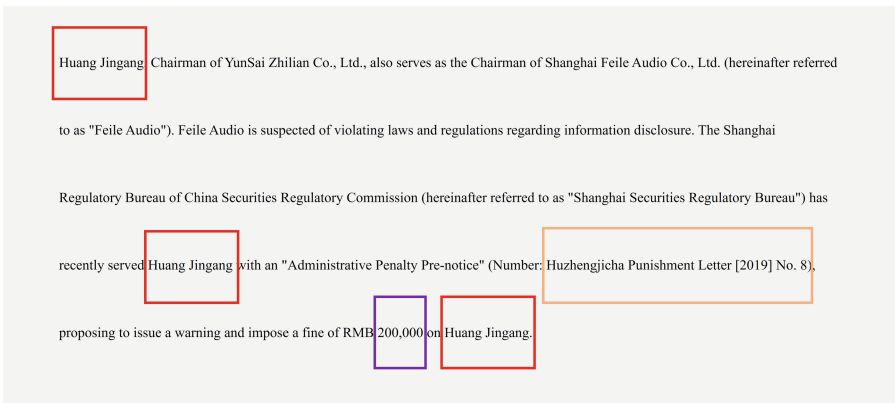 Huang Jingang, Chairman of YunSai Zhilian Co., Ltd., also serves as the Chairman of Shanghai Feile Audio Co., Ltd. (hereinafter referred
to as "Feile Audio"). Feile Audio is suspected of violating laws and regulations regarding information disclosure. The Shanghai
Regulatory Bureau of China Securities Regulatory Commission (hereinafter referred to as "Shanghai Securities Regulatory Bureau") has
recently served Huang Jingang with an "Administrative Penalty Pre-notice" (Number: Huzhengjicha Punishment Letter [2019] No. 8),
proposing to issue a warning and impose a fine of RMB 200,000 on Huang Jingang.